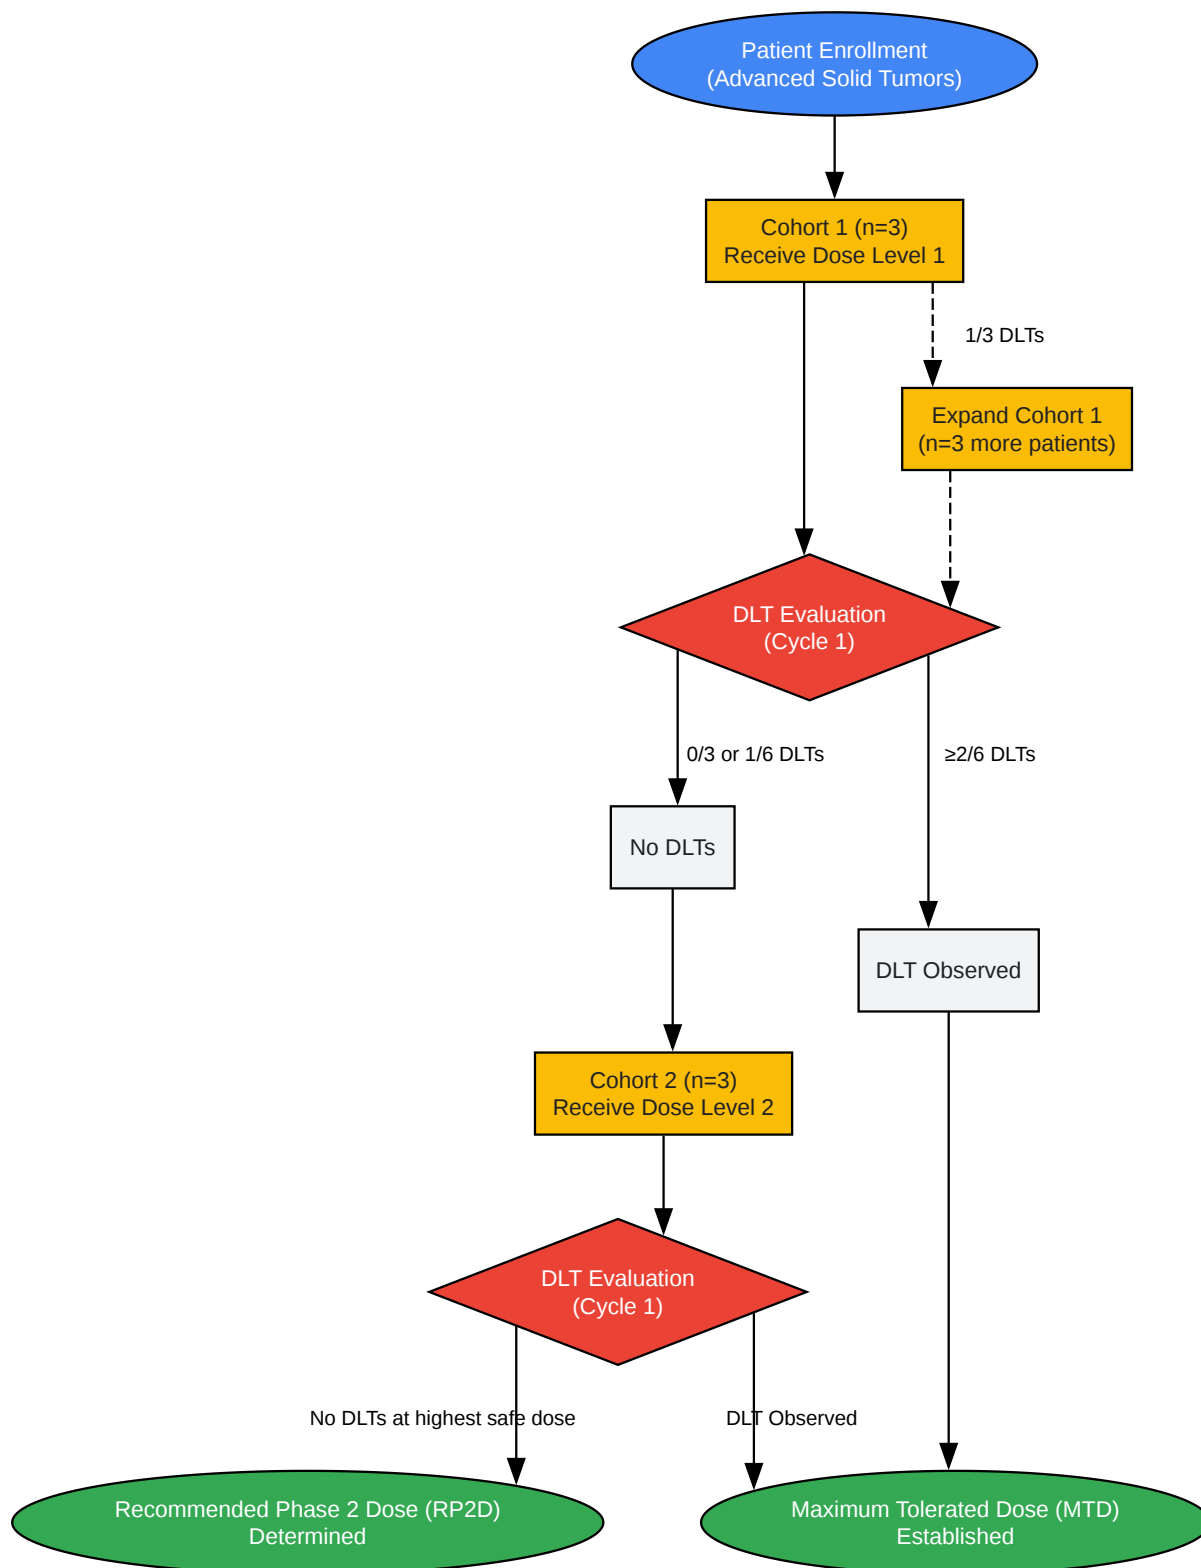 Patient Enrollment
(Advanced Solid Tumors)
Cohort 1 (n=3)
Receive Dose Level 1
1/3 DLTs
Expand Cohort 1
(n=3 more patients)
DLT Evaluation
(Cycle 1)
0/3 or 1/6 DLTs
≥2/6 DLTs
No DLTs
DLT Observed
Cohort 2 (n=3)
Receive Dose Level 2
DLT Evaluation
(Cycle 1)
No DLTs at highest safe dose
DLT Observed
Recommended Phase 2 Dose (RP2D)
Determined
Maximum Tolerated Dose (MTD)
Established